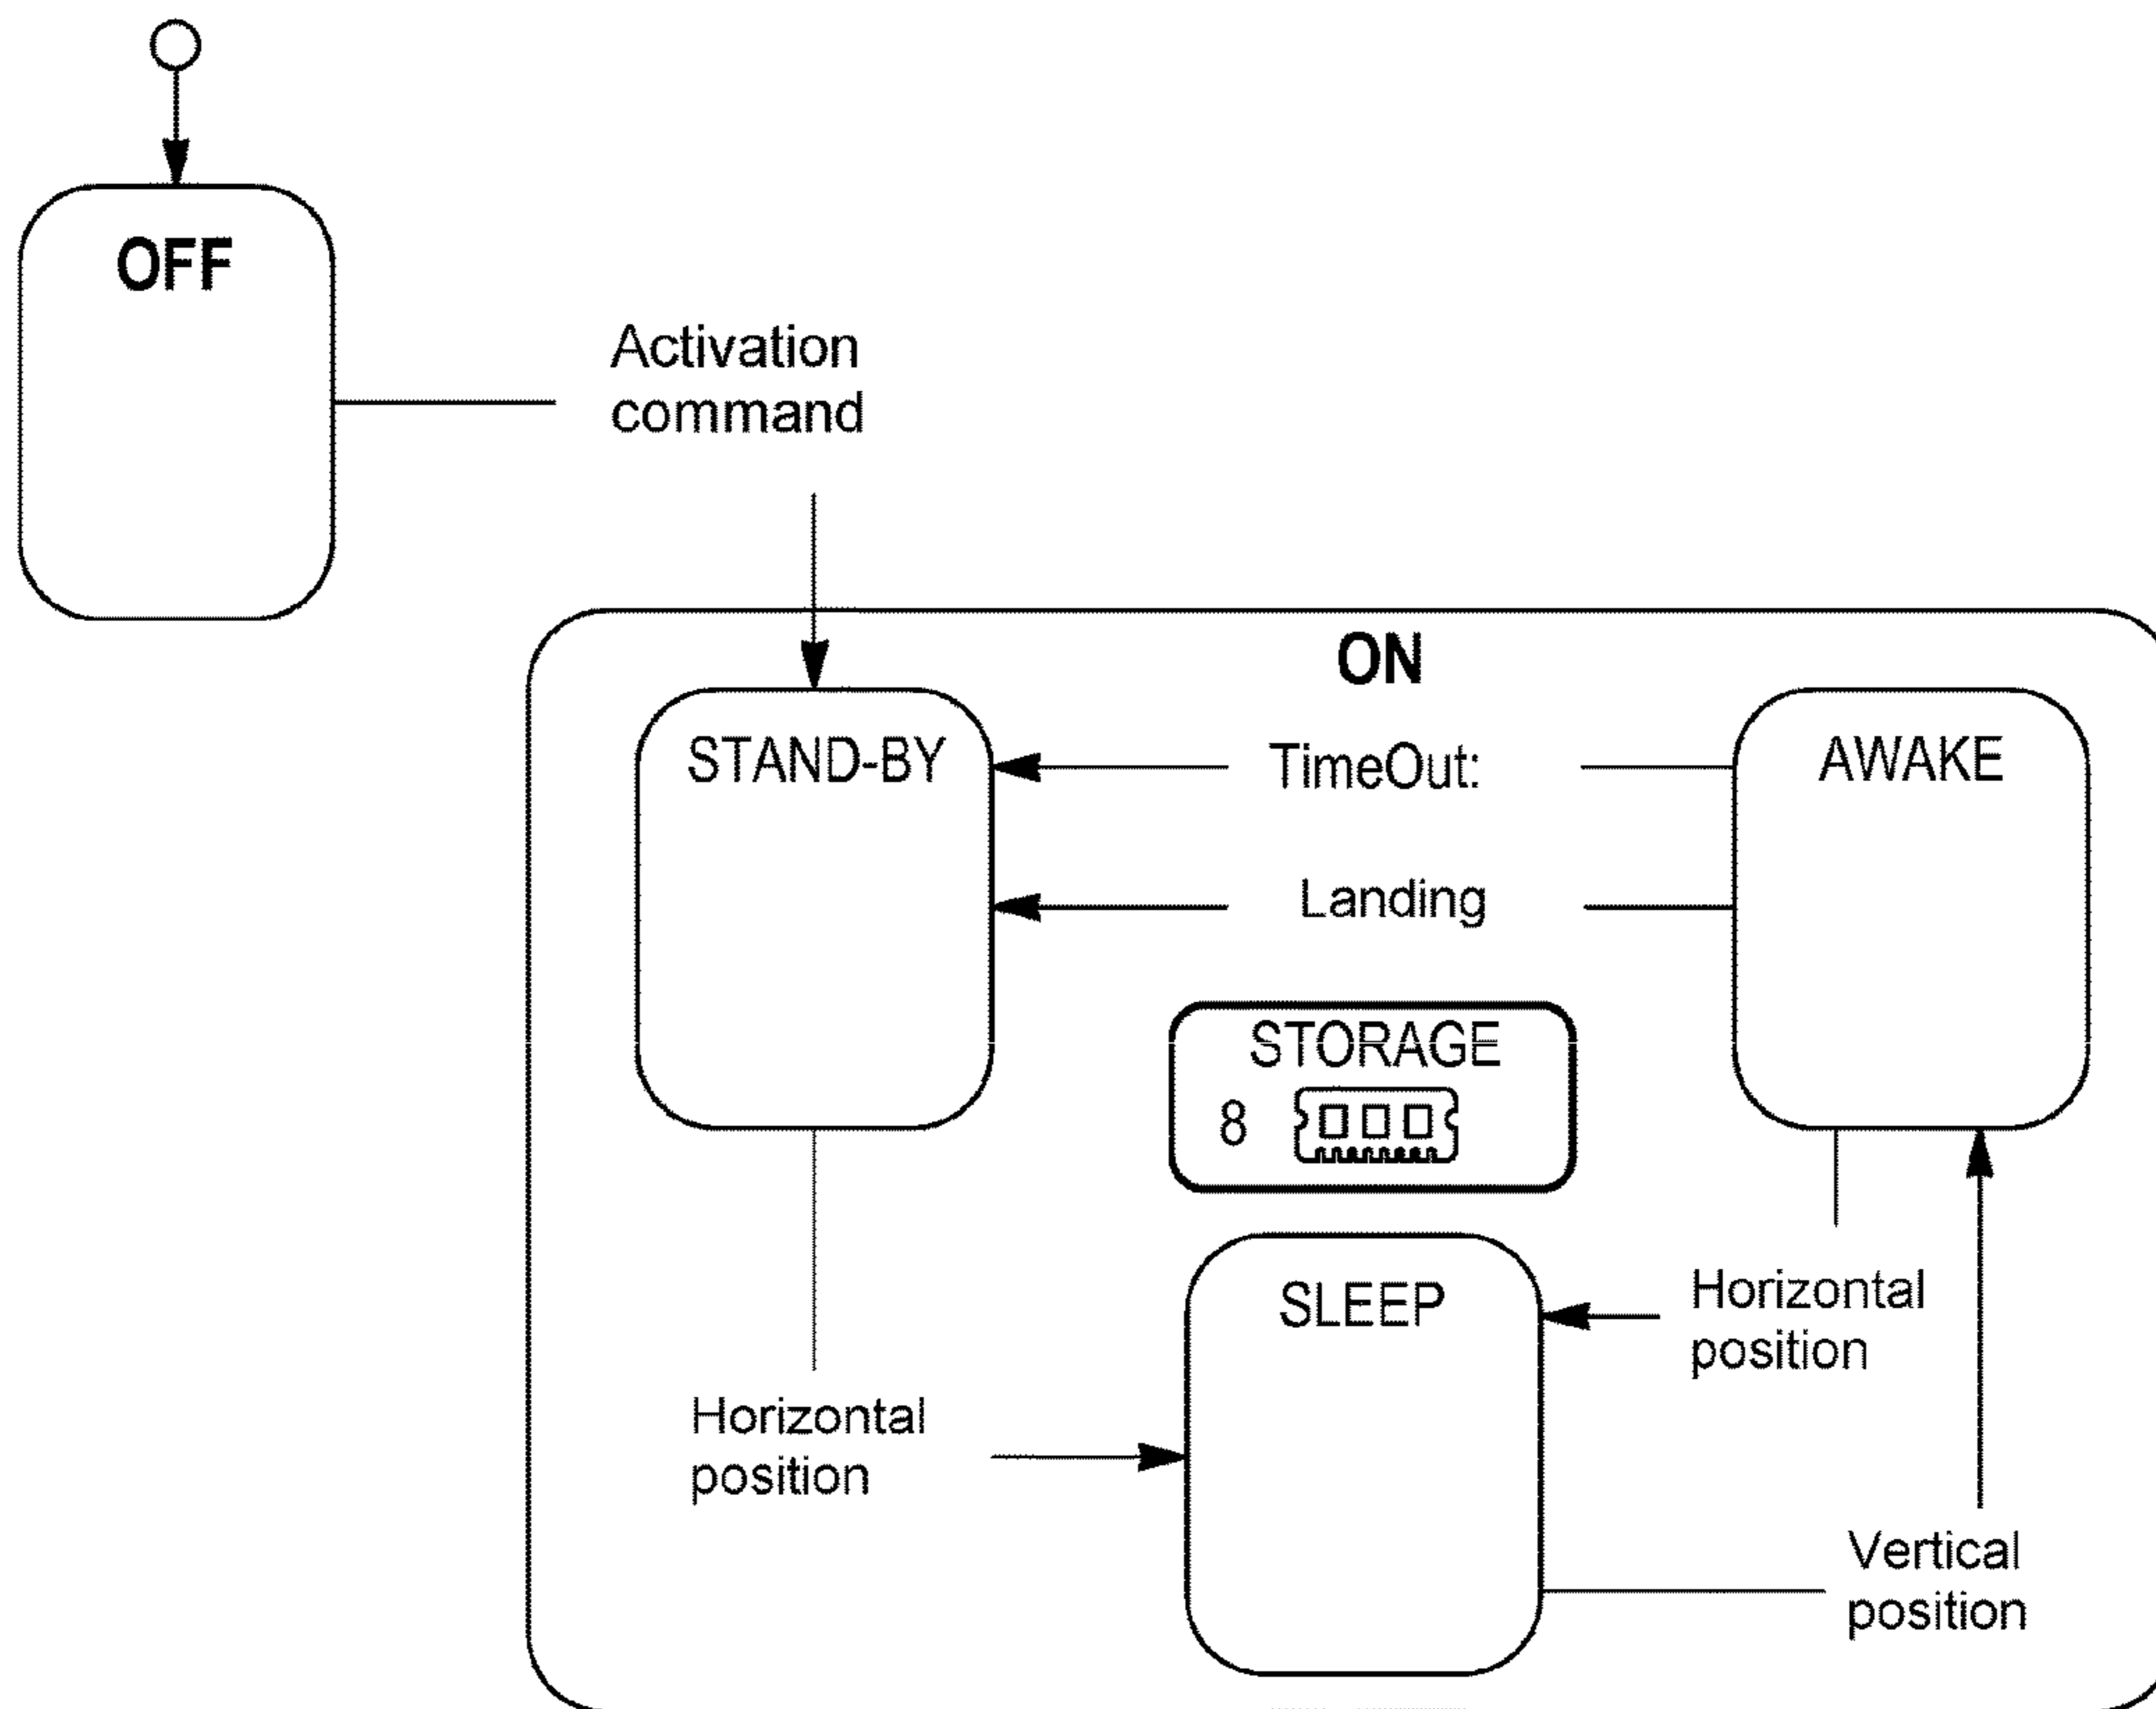 OFF
Activation
command
ON
STAND-BY
TimeOut:
AWAKE
Landing
STORAGE
8
SLEEP
Horizontal
position
Horizontal
position
Vertical
position